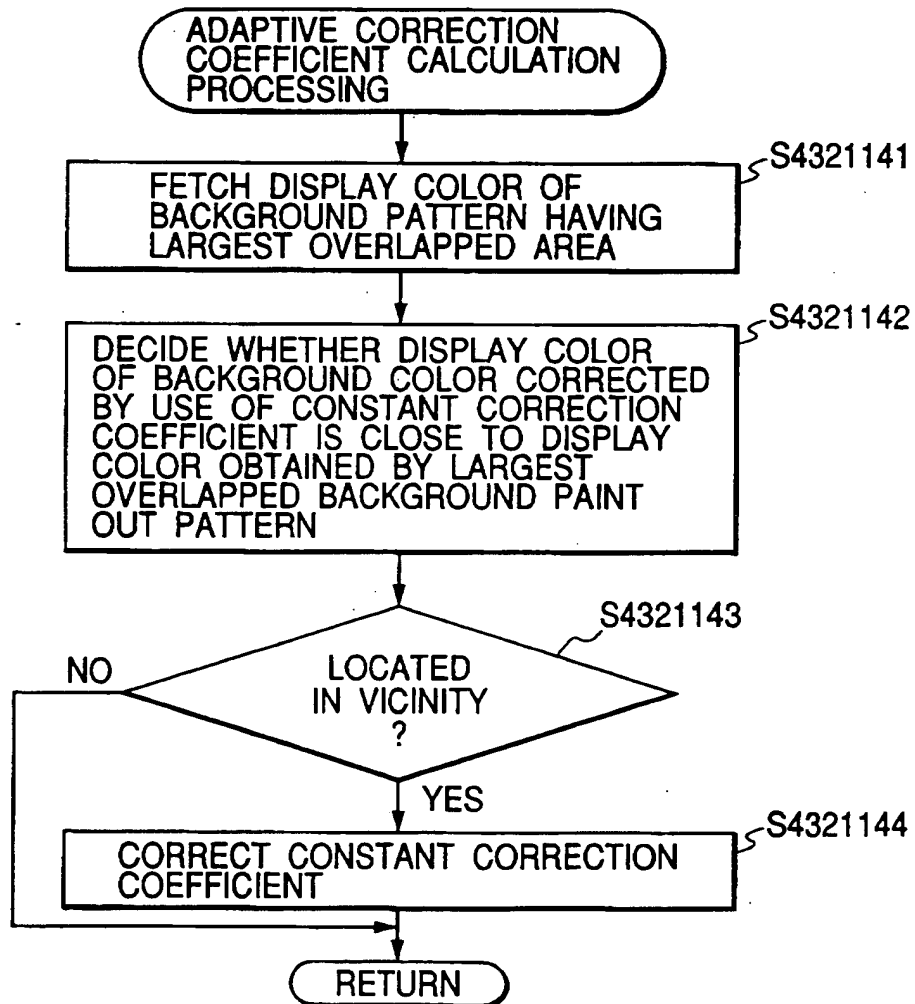 ADAPTIVE CORRECTION
COEFFICIENT CALCULATION
PROCESSING
S4321141
FETCH DISPLAY COLOR OF
BACKGROUND PATTERN HAVING
LARGEST OVERLAPPED AREA
S4321142
DECIDE WHETHER DISPLAY COLOR
OF BACKGROUND COLOR CORRECTED
BY USE OF CONSTANT CORRECTION
COEFFICIENT IS CLOSE TO DISPLAY
COLOR OBTAINED BY LARGEST
OVERLAPPED BACKGROUND PAINT
OUT PATTERN
S4321143
NO
LOCATED
IN VICINITY
?
YES
S4321144
CORRECT CONSTANT CORRECTION
COEFFICIENT
RETURN